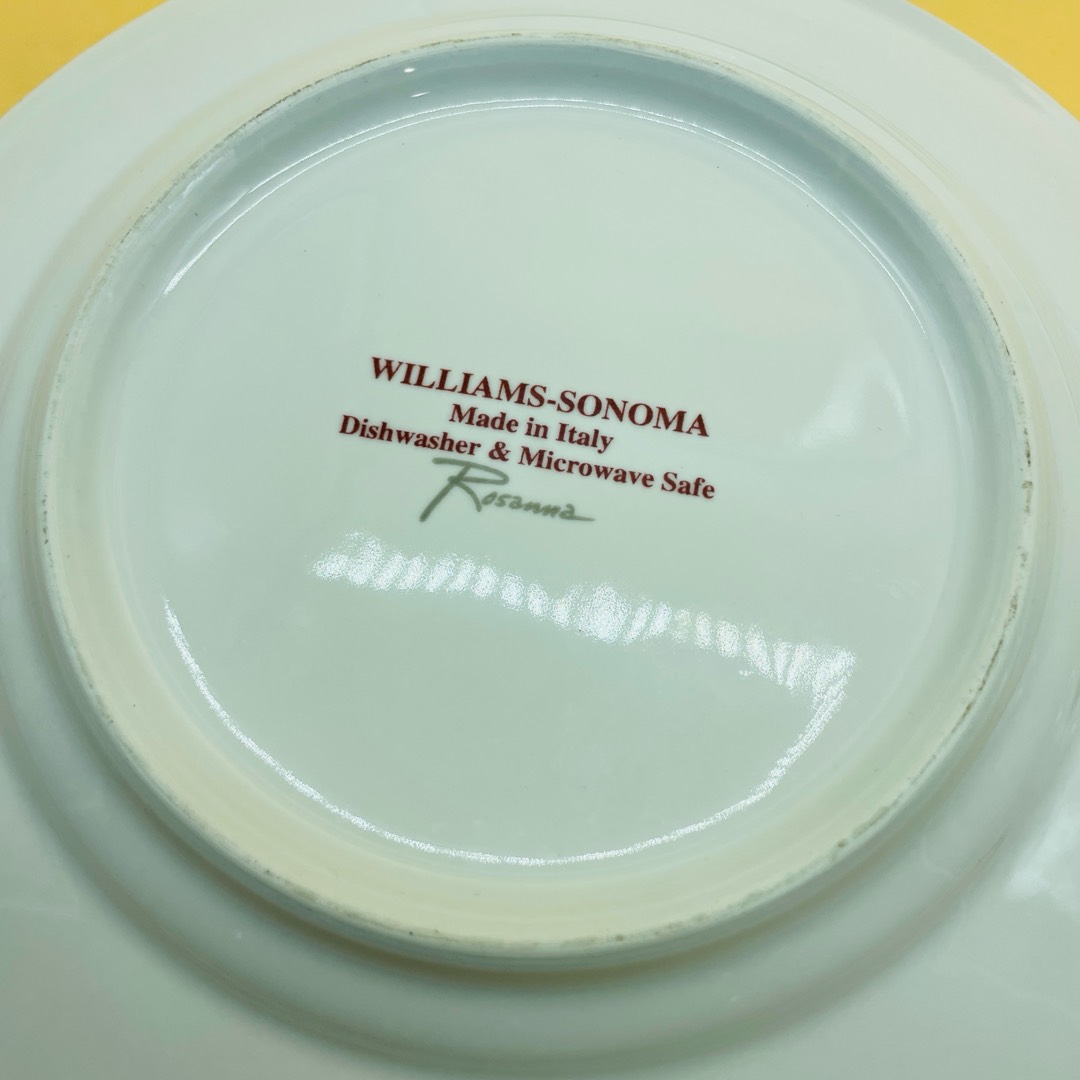 WILLIAMS-SONOMA
Made in Italy
Dishwasher & Microwave Safe
Rosanna